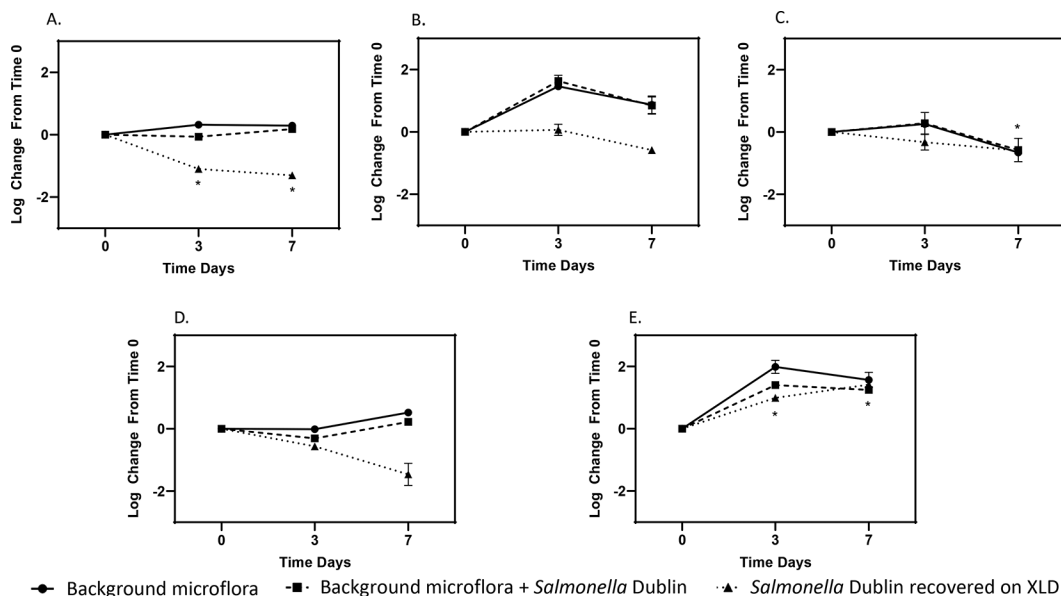 A.
Log Change From Time 0
2
0
-2
*
*
0 3 7
Time Days
B.
Log Change From Time 0
2
0
-2
0 3 7
Time Days
C.
Log Change From Time 0
2
0
-2
*
0 3 7
Time Days
D.
Log Change From Time 0
2
0
-2
0 3 7
Time Days
E.
Log Change From Time 0
2
0
-2
*
*
0 3 7
Time Days
Background microflora Background microflora + Salmonella Dublin Salmonella Dublin recovered on XLD